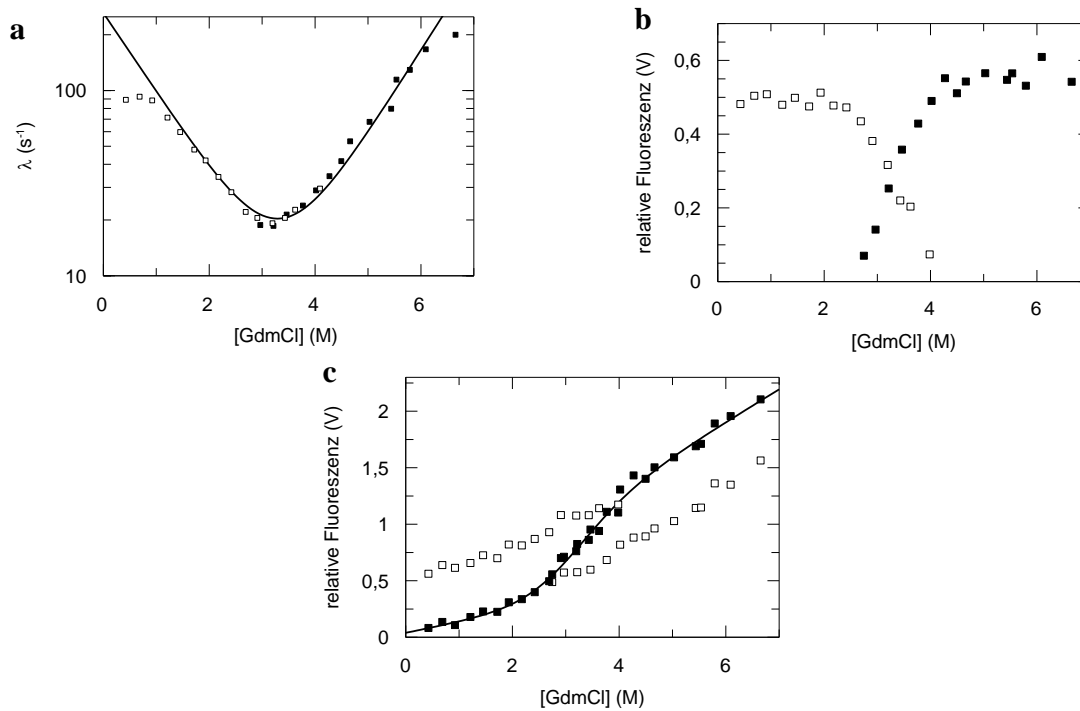 a
100
10
λ (s⁻¹)
0 2 4 6
[GdmCl] (M)
b
0,6
0,4
0,2
0
relative Fluoreszenz (V)
0 2 4 6
[GdmCl] (M)
c
2
1,5
1
0,5
0
relative Fluoreszenz (V)
0 2 4 6
[GdmCl] (M)